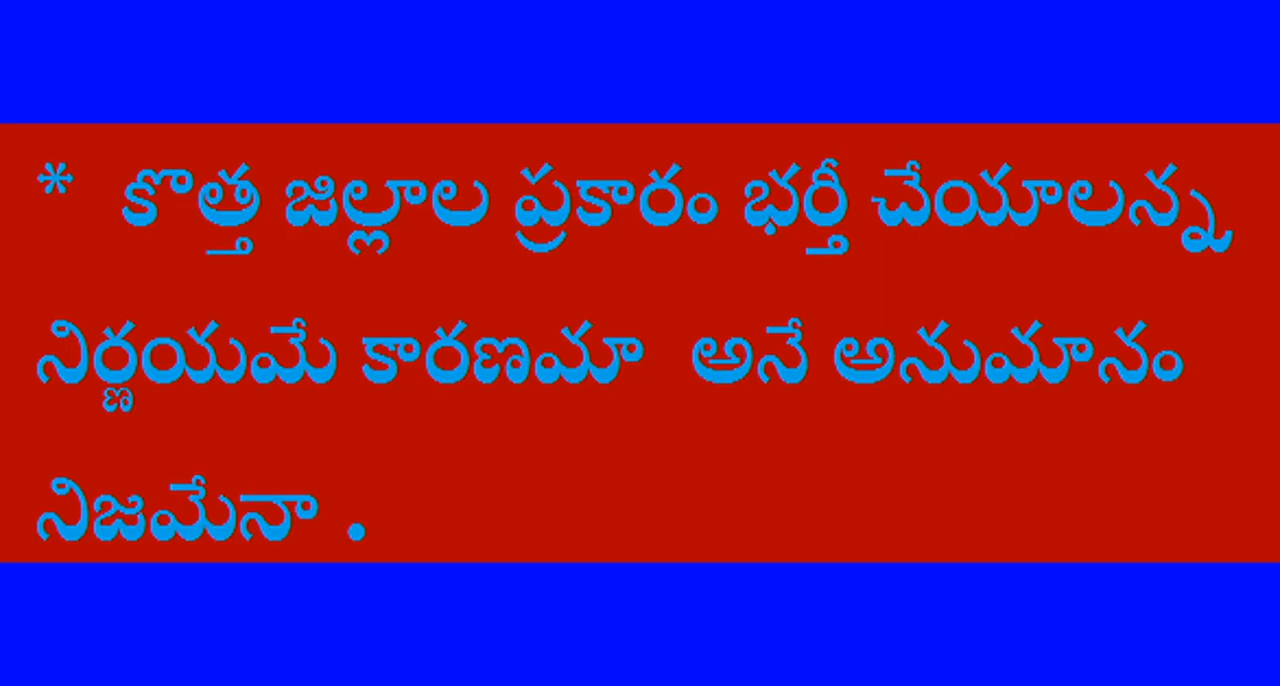 * కొత్త జిల్లాల ప్రకారం భర్తీ చేయాలన్న
నిర్ణయమే కారణమా అనే అనుమానం
నిజమేనా .